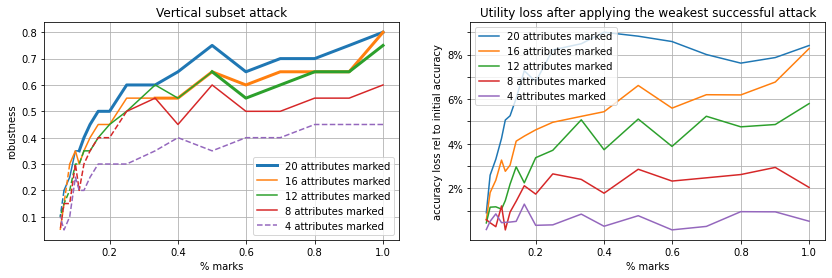 Vertical subset attack
robustness
0.8
0.7
0.6
0.5
0.4
0.3
0.2
0.1
20 attributes marked
16 attributes marked
12 attributes marked
8 attributes marked
4 attributes marked
0.2
0.4
0.6
0.8
1.0
% marks
Utility loss after applying the weakest successful attack
accuracy loss rel to initial accuracy
8%
6%
4%
2%
20 attributes marked
16 attributes marked
12 attributes marked
8 attributes marked
4 attributes marked
0.2
0.4
0.6
0.8
1.0
% marks